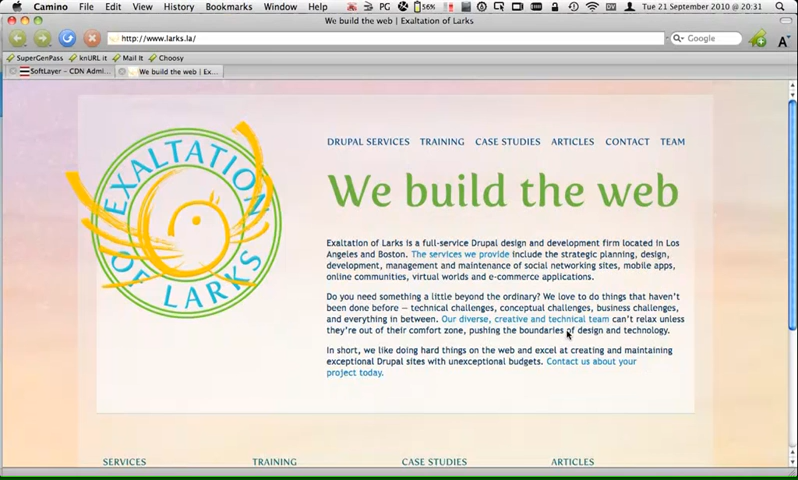 Camino File Edit View History Bookmarks Window Help 56% Tue 21 September 2010 @ 20:31
We build the web | Exaltation of Larks
http://www.larks.la/ Google
SuperGenPass knURL it Mail It Choosy
SoftLayer – CDN Admi... We build the web | Ex...
EXALTATION
OF LARKS
DRUPAL SERVICES TRAINING CASE STUDIES ARTICLES CONTACT TEAM
We build the web
Exaltation of Larks is a full-service Drupal design and development firm located in Los
Angeles and Boston. The services we provide include the strategic planning, design,
development, management and maintenance of social networking sites, mobile apps,
online communities, virtual worlds and e-commerce applications.
Do you need something a little beyond the ordinary? We love to do things that haven't
been done before — technical challenges, conceptual challenges, business challenges,
and everything in between. Our diverse, creative and technical team can't relax unless
they're out of their comfort zone, pushing the boundaries of design and technology.
In short, we like doing hard things on the web and excel at creating and maintaining
exceptional Drupal sites with unexceptional budgets. Contact us about your
project today.
SERVICES TRAINING CASE STUDIES ARTICLES